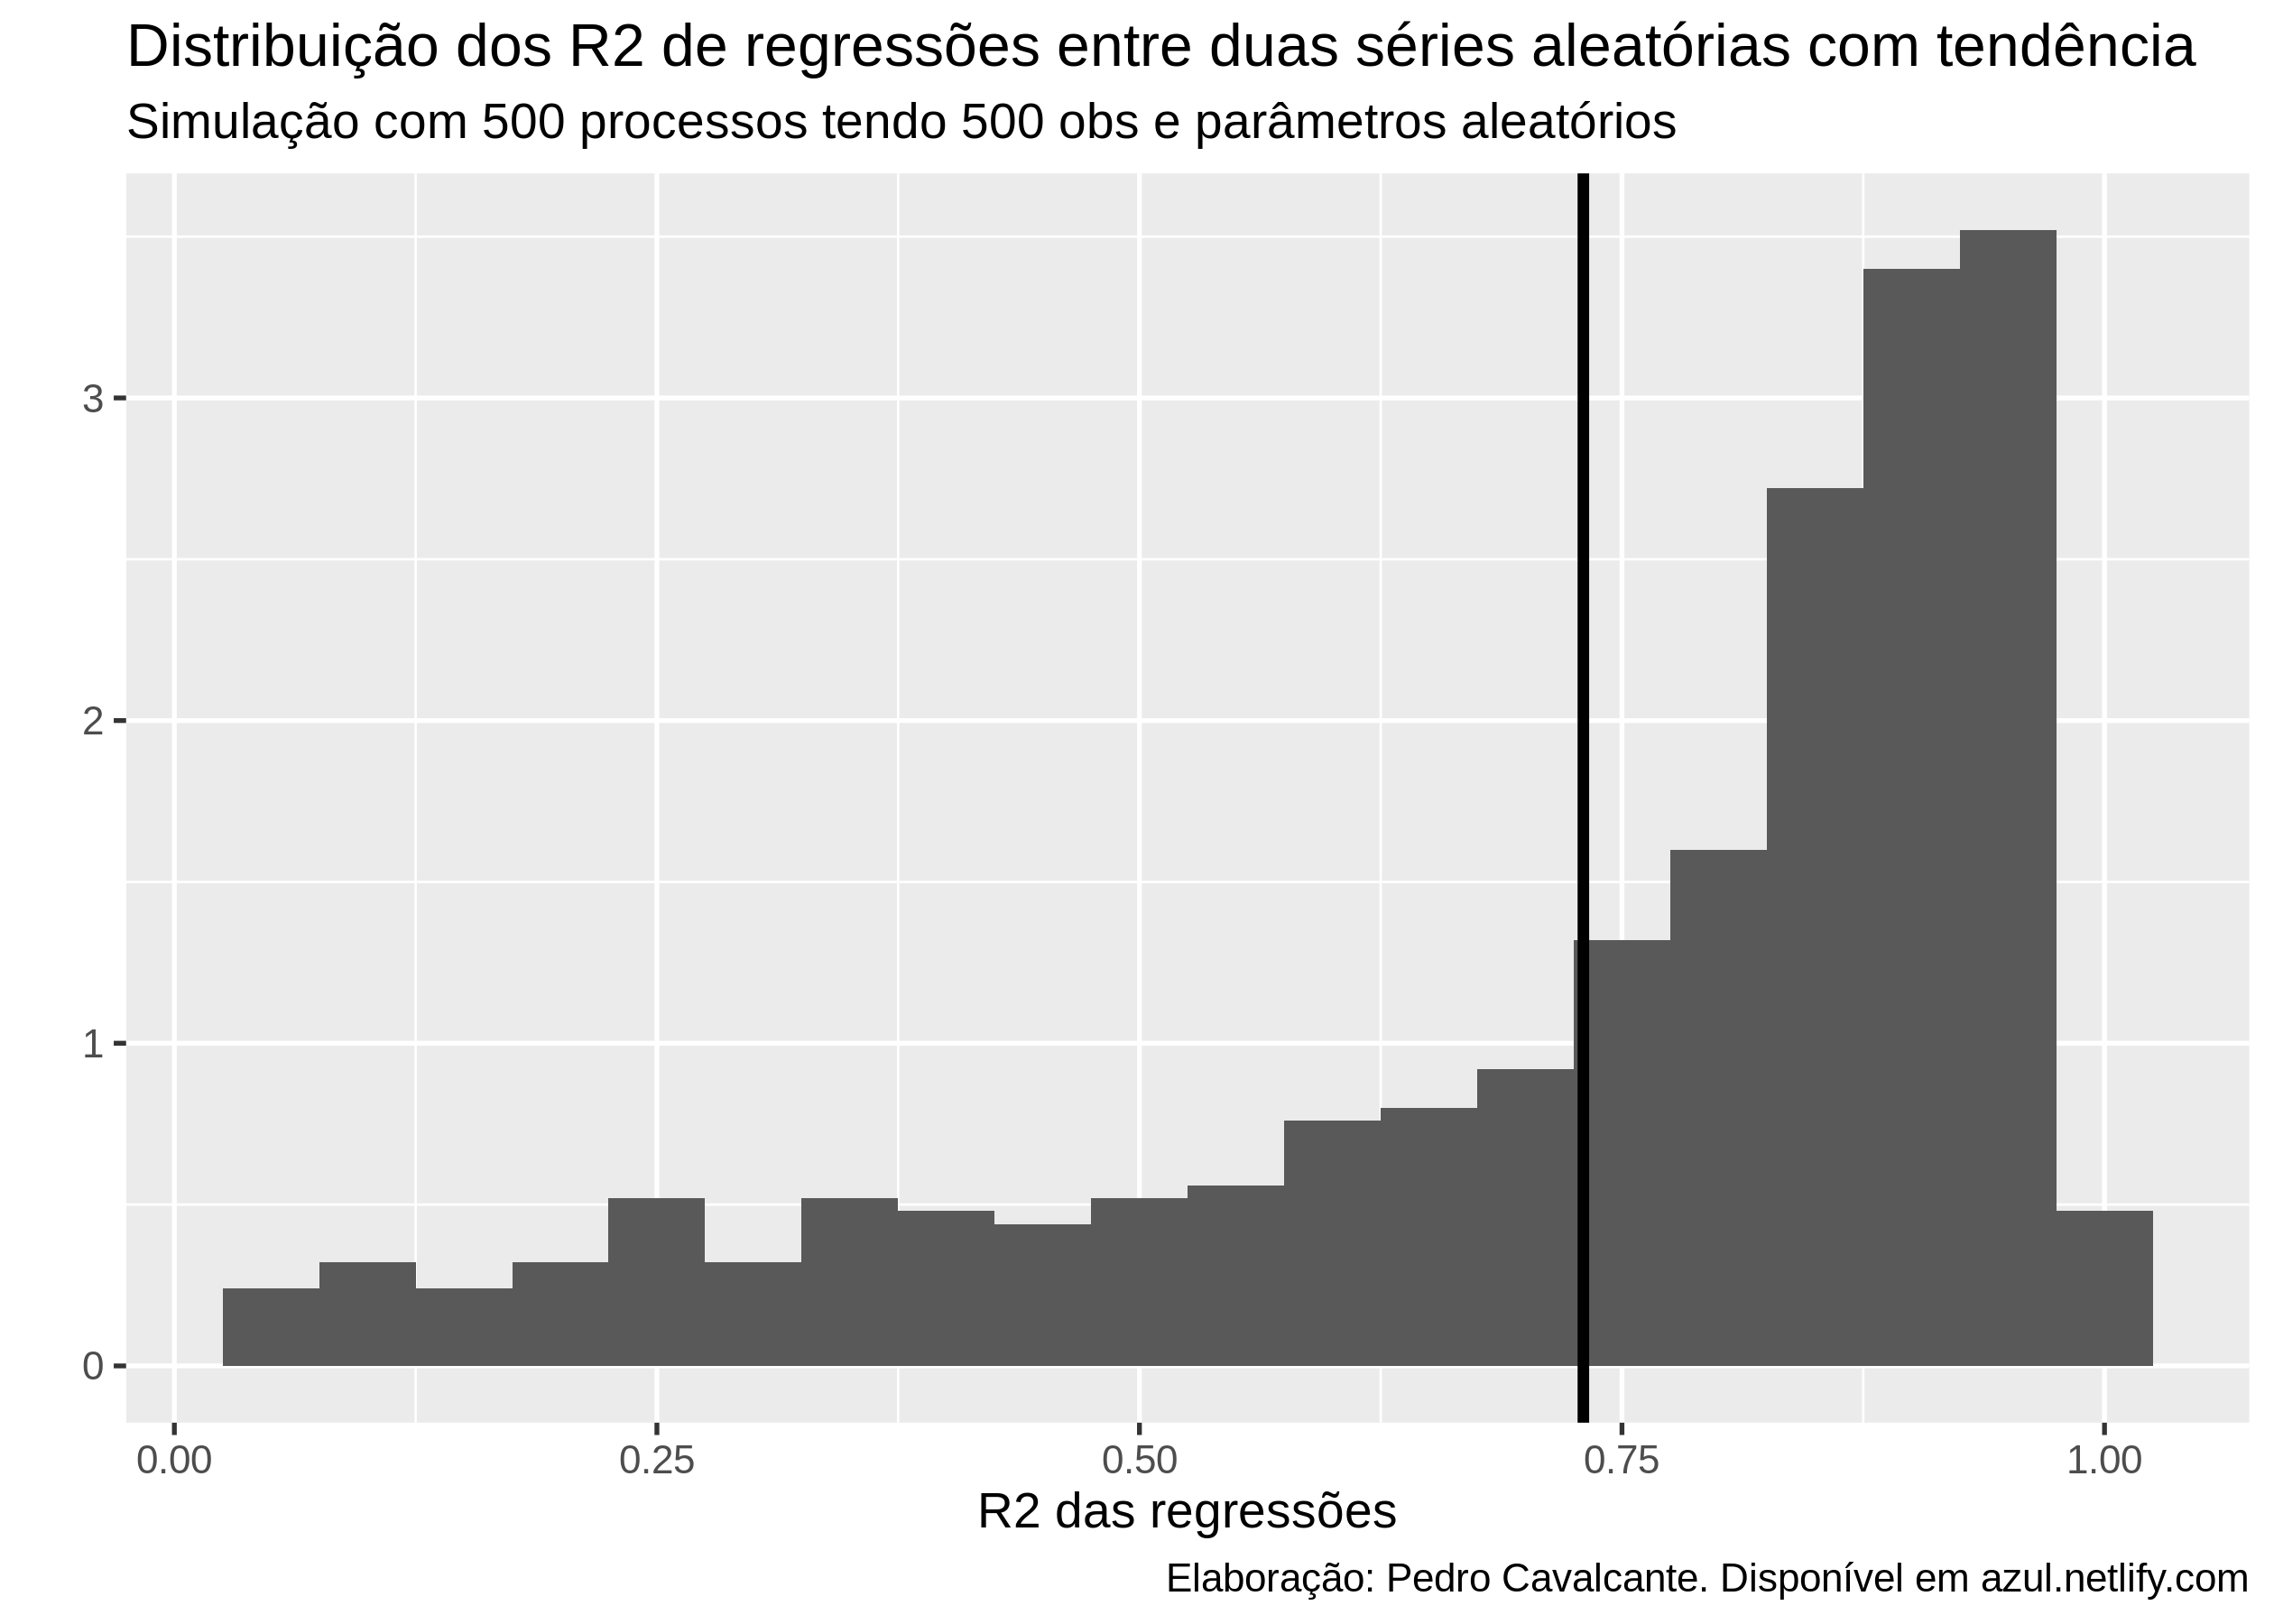 Distribuição dos R2 de regressões entre duas séries aleatórias com tendência
Simulação com 500 processos tendo 500 obs e parâmetros aleatórios
3
2
1
0
0.00 0.25 0.50 0.75 1.00
R2 das regressões
Elaboração: Pedro Cavalcante. Disponível em azul.netlify.com